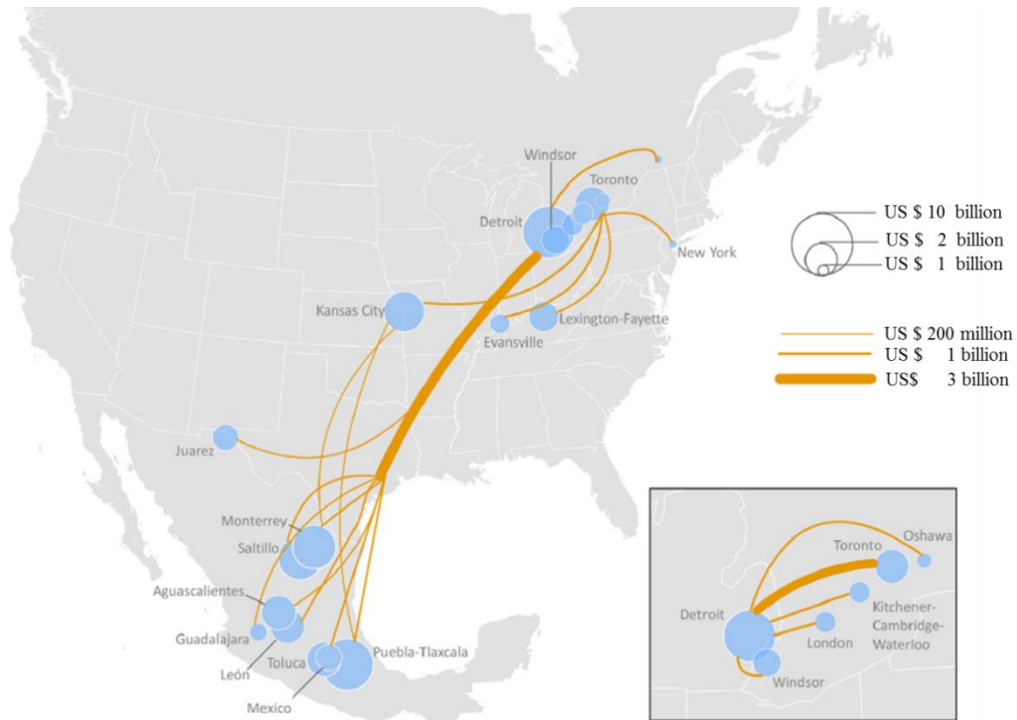 Windsor
Toronto
Detroit
New York
Kansas City
Lexington-Fayette
Evansville
Juarez
Monterrey
Saltillo
Aguascalientes
Guadalajara
León
Toluca
Puebla-Tlaxcala
Mexico
US $ 10 billion
US $ 2 billion
US $ 1 billion
US $ 200 million
US $ 1 billion
US$ 3 billion
Oshawa
Toronto
Detroit
Kitchener-
Cambridge-
Waterloo
London
Windsor